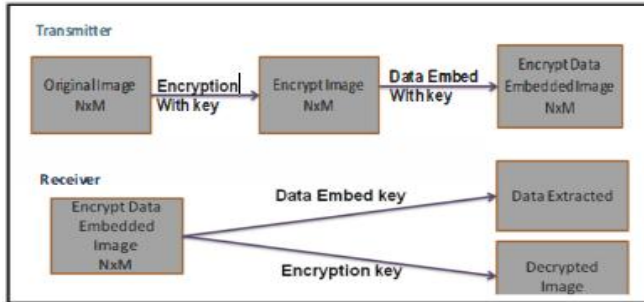 Transmitter
Original Image
NxM
Encryption
With key
Encrypt Image
NxM
Data Embed
With key
Encrypt Data
Embedded Image
NxM
Receiver
Encrypt Data
Embedded
Image
NxM
Data Embed key
Data Extracted
Encryption key
Decrypted
Image